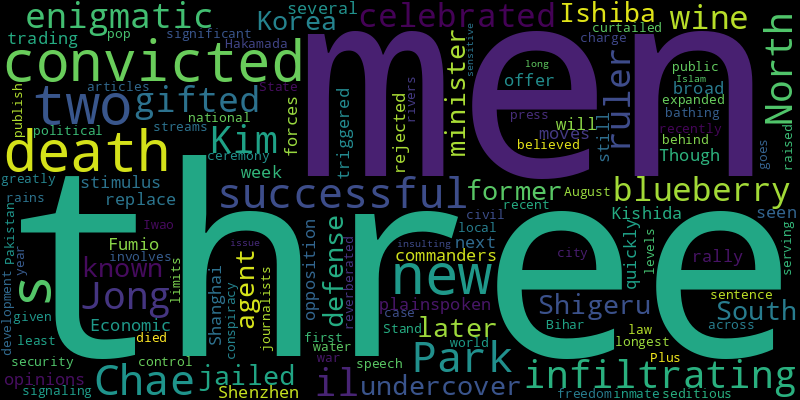 enigmatic
several
Korea
celebrated
Ishiba
wine
trading
pop
significant
Hakamada
sensitive
charge
curtailed
North
convicted
men
long
public
Islam
minister
ruler
offer
broad
articles
State
rivers
expanded
publish
two
gifted
national
forces
triggered
rejected
press
will
still
recently
bathing
political
streams
Kim
moves
believed
behind
raised
death
ceremony
week
Though
goes
greatly
stimulus
successful
former
August
blueberry
rains
replace
recent
Kishida
seen
three
Iwao
opposition
defense
reverberated
civil
local
next
quickly
levels
serving
Pakistan
year
Fumio
issue
insulting
commanders
city
rally
known
limits
Shanghai
agent
journalists
new
involves
s
Jong
conspiracy
plainspoken
Shigeru
sentence
South
development
given
Economic
first
case
Stand
later
Bihar
law
across
least
died
water
world
longest
Plus
security
control
war
speech
Park
opinions
Chae
jailed
il
undercover
infiltrating
signaling
Shenzhen
freedom
inmate
seditious